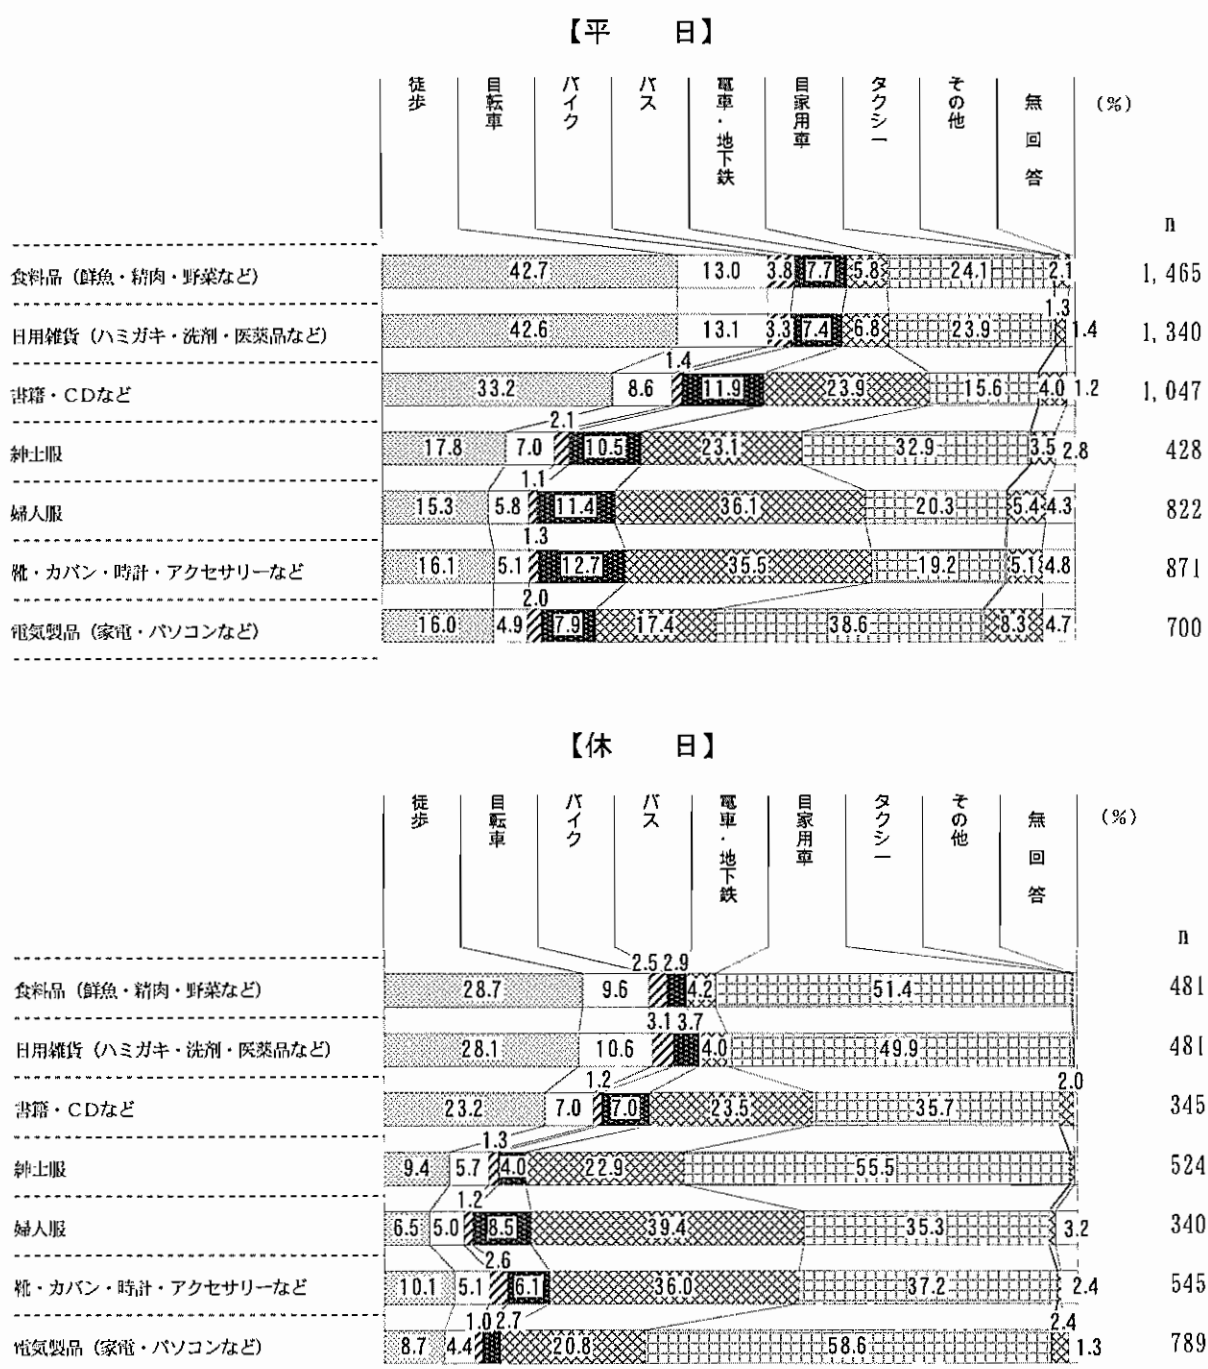 【平　日】
徒歩 自転車 バイク バス 電車・地下鉄 自家用車 タクシー その他 無回答 (%)
n
食料品（鮮魚・精肉・野菜など） 42.7 13.0 3.8 7.7 5.8 24.1 2.1 1,465
1.3
日用雑貨（ハミガキ・洗剤・医薬品など） 42.6 13.1 3.3 7.4 6.8 23.9 1.4 1,340
1.4
書籍・CDなど 33.2 8.6 11.9 23.9 15.6 4.0 1.2 1,047
2.1
紳士服 17.8 7.0 10.5 23.1 32.9 3.5 2.8 428
1.1
婦人服 15.3 5.8 11.4 36.1 20.3 5.4 4.3 822
1.3
靴・カバン・時計・アクセサリーなど 16.1 5.1 12.7 35.5 19.2 5.1 4.8 871
2.0
電気製品（家電・パソコンなど） 16.0 4.9 7.9 17.4 38.6 8.3 4.7 700
【休　日】
徒歩 自転車 バイク バス 電車・地下鉄 自家用車 タクシー その他 無回答 (%)
n
2.5 2.9
食料品（鮮魚・精肉・野菜など） 28.7 9.6 4.2 51.4 481
3.1 3.7
日用雑貨（ハミガキ・洗剤・医薬品など） 28.1 10.6 4.0 49.9 481
1.2 2.0
書籍・CDなど 23.2 7.0 7.0 23.5 35.7 345
1.3
紳士服 9.4 5.7 4.0 22.9 55.5 524
1.2
婦人服 6.5 5.0 8.5 39.4 35.3 3.2 340
2.6
靴・カバン・時計・アクセサリーなど 10.1 5.1 6.1 36.0 37.2 2.4 545
1.0 2.7 2.4
電気製品（家電・パソコンなど） 8.7 4.4 20.8 58.6 1.3 789